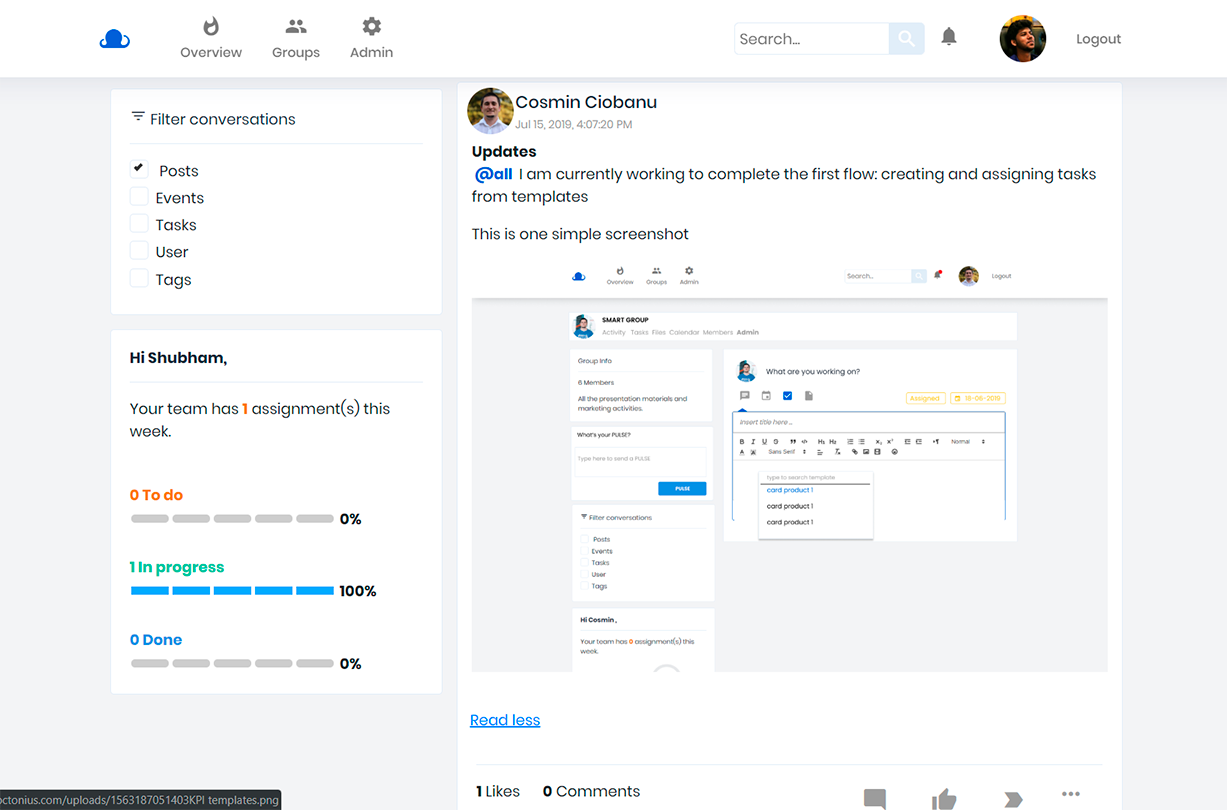 Overview
Groups
Admin
Search...
Logout
Filter conversations
Posts
Events
Tasks
User
Tags
Hi Shubham,
Your team has 1 assignment(s) this
week.
0 To do
0%
1 In progress
100%
0 Done
0%
Cosmin Ciobanu
Jul 15, 2019, 4:07:20 PM
Updates
@all I am currently working to complete the first flow: creating and assigning tasks
from templates
This is one simple screenshot
Overview
Groups
Admin
Search...
Logout
SMART GROUP
Activity Tasks Files Calendar Members Admin
Group Info
6 Members
All the presentation materials and
marketing activities.
What's your PULSE?
Type here to send a PULSE
PULSE
Filter conversations
Posts
Events
Tasks
User
Tags
Hi Cosmin,
Your team has 0 assignment(s) this
week.
What are you working on?
Assigned
18-06-2019
Insert title here ..
B I U S H1 H2 X2 X2 Normal
A A Sans Serif
type to search template
card product 1
card product 1
card product 1
Read less
1 Likes 0 Comments
octonius.com/uploads/1563187051403KPI templates.png